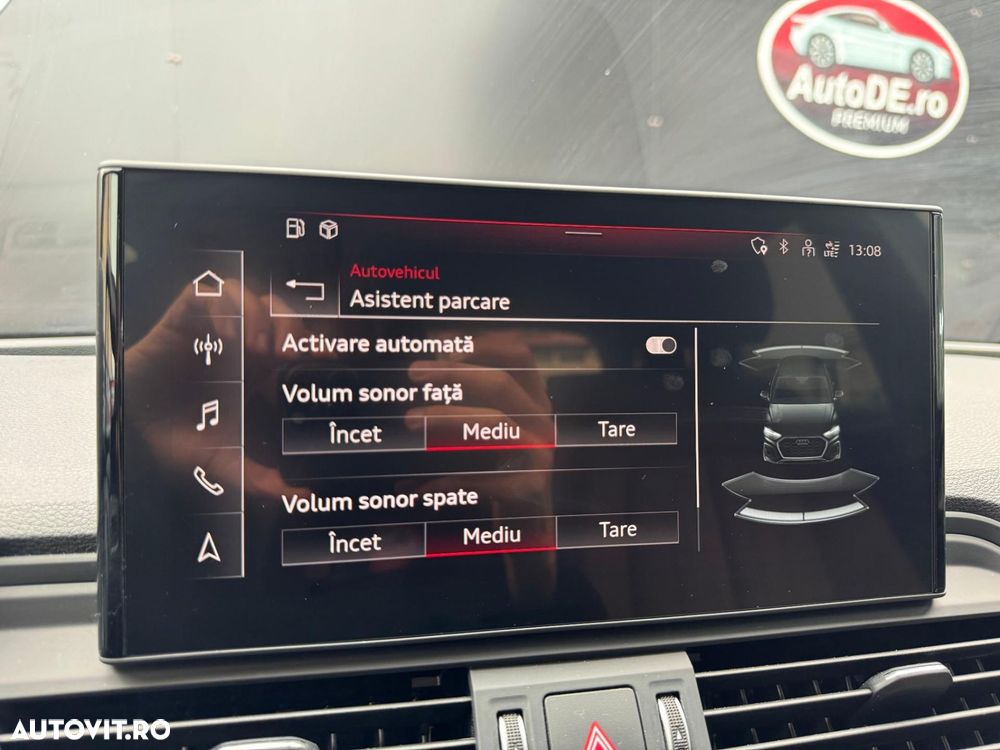 AutoDE.ro
PREMIUM
LTE
13:08
Autovehicul
Asistent parcare
Activare automată
Volum sonor față
Încet Mediu Tare
Volum sonor spate
Încet Mediu Tare
AUTOVIT.RO